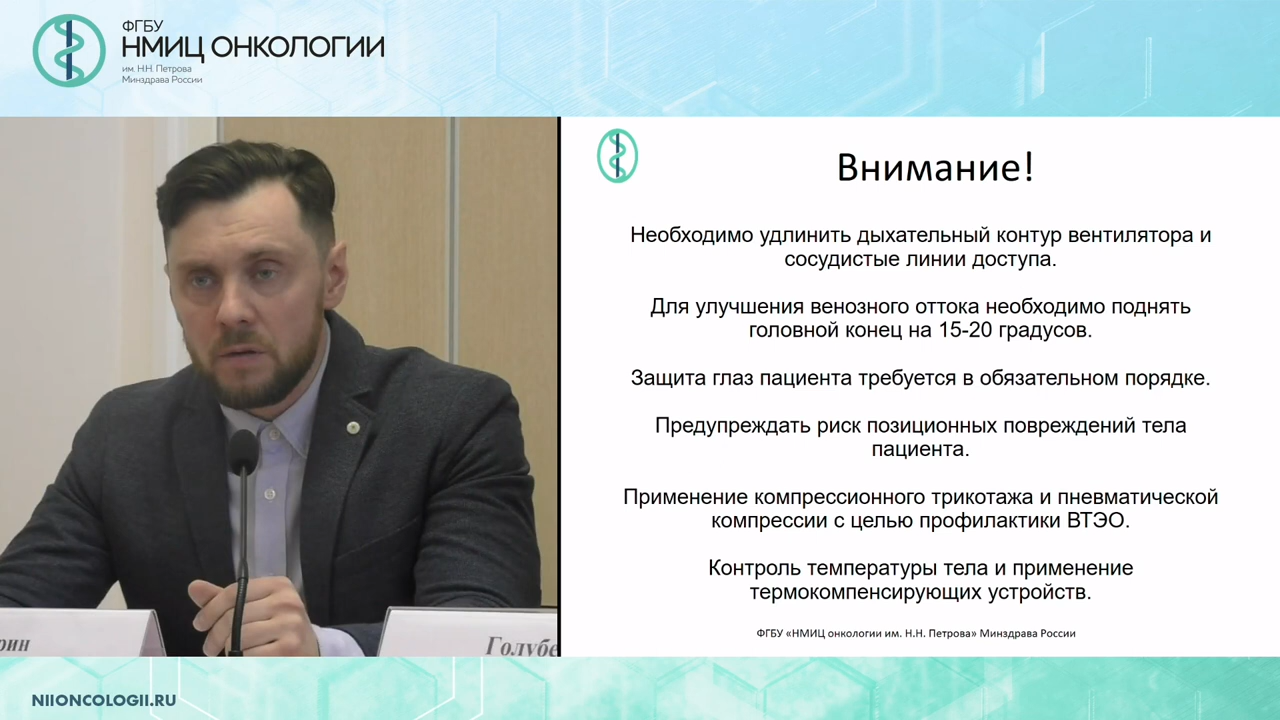 ФГБУ
НМИЦ ОНКОЛОГИИ
им. Н.Н. Петрова
Минздрава России
Внимание!
Необходимо удлинить дыхательный контур вентилятора и
сосудистые линии доступа.
Для улучшения венозного оттока необходимо поднять
головной конец на 15-20 градусов.
Защита глаз пациента требуется в обязательном порядке.
Предупреждать риск позиционных повреждений тела
пациента.
Применение компрессионного трикотажа и пневматической
компрессии с целью профилактики ВТЭО.
Контроль температуры тела и применение
термокомпенсирующих устройств.
ФГБУ «НМИЦ онкологии им. Н.Н. Петрова» Минздрава России
рин
Голубе
NIIONCOLOGII.RU